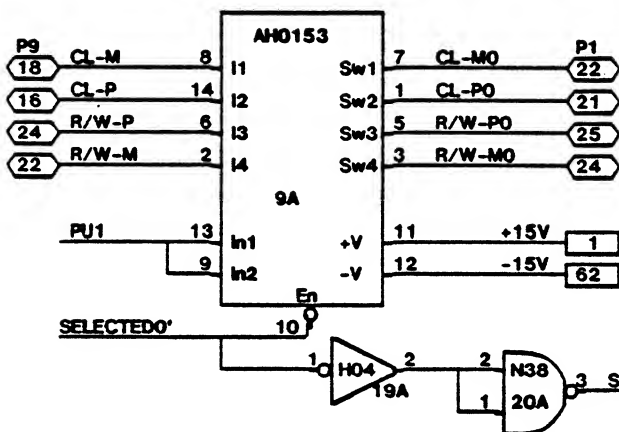 AH0153
P9 P1
18 CL-M 8 I1 Sw1 7 CL-M0 22
16 CL-P 14 I2 Sw2 1 CL-P0 21
24 R/W-P 6 I3 Sw3 5 R/W-P0 25
22 R/W-M 2 I4 Sw4 3 R/W-M0 24
9A
PU1 13 In1 +V 11 +15V 1
9 In2 -V 12 -15V 62
En
SELECTED0' 10
1 H04 2 2 N38 3 S
19A 1 20A